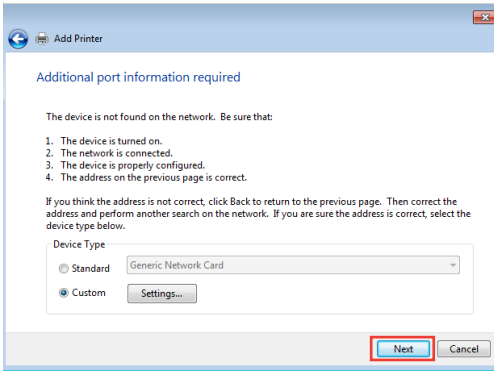 Add Printer
Additional port information required
The device is not found on the network. Be sure that:
1. The device is turned on.
2. The network is connected.
3. The device is properly configured.
4. The address on the previous page is correct.
If you think the address is not correct, click Back to return to the previous page. Then correct the
address and perform another search on the network. If you are sure the address is correct, select the
device type below.
Device Type
Standard Generic Network Card
Custom Settings...
Next Cancel